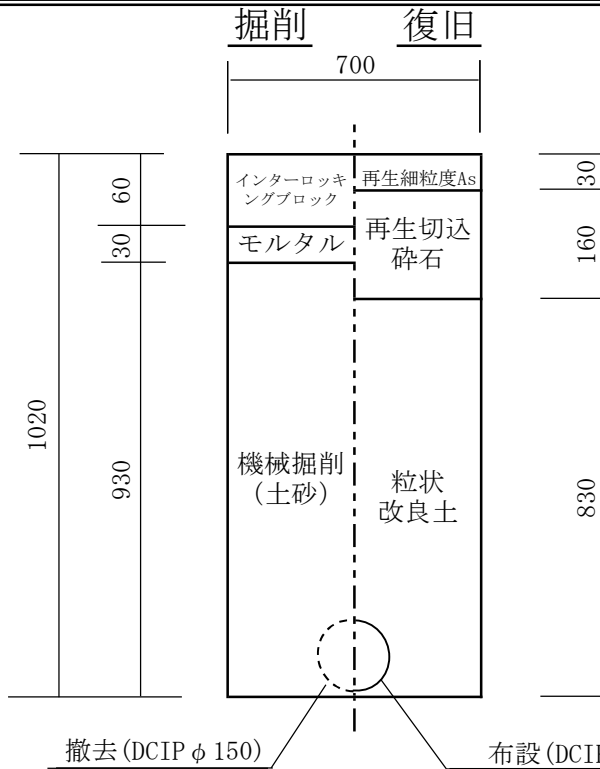 掘削 復旧
700
インターロッキ
ングブロック
再生細粒度As
モルタル
再生切込
砕石
機械掘削
(土砂)
粒状
改良土
60
30
930
1020
30
160
830
撤去(DCIPφ150)
布設(DCI